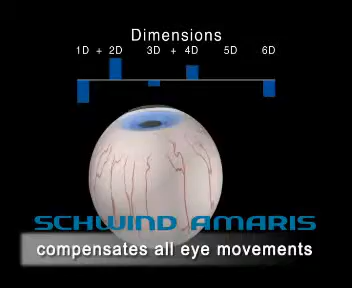 Dimensions
1D + 2D 3D + 4D 5D 6D
SCHWIND AMARIS
compensates all eye movements